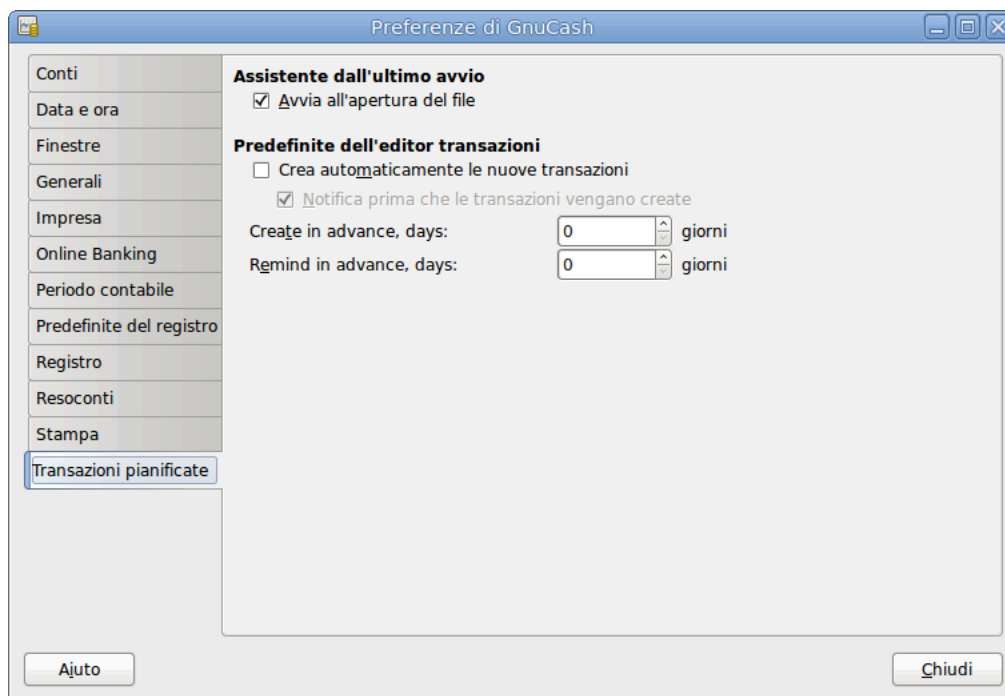 Preferenze di GnuCash
Conti
Data e ora
Finestre
Generali
Impresa
Online Banking
Periodo contabile
Predefinite del registro
Registro
Resoconti
Stampa
Transazioni pianificate
Assistente dall'ultimo avvio
Avvia all'apertura del file
Predefinite dell'editor transazioni
Crea automaticamente le nuove transazioni
Notifica prima che le transazioni vengano create
Create in advance, days: 0 giorni
Remind in advance, days: 0 giorni
Aiuto
Chiudi